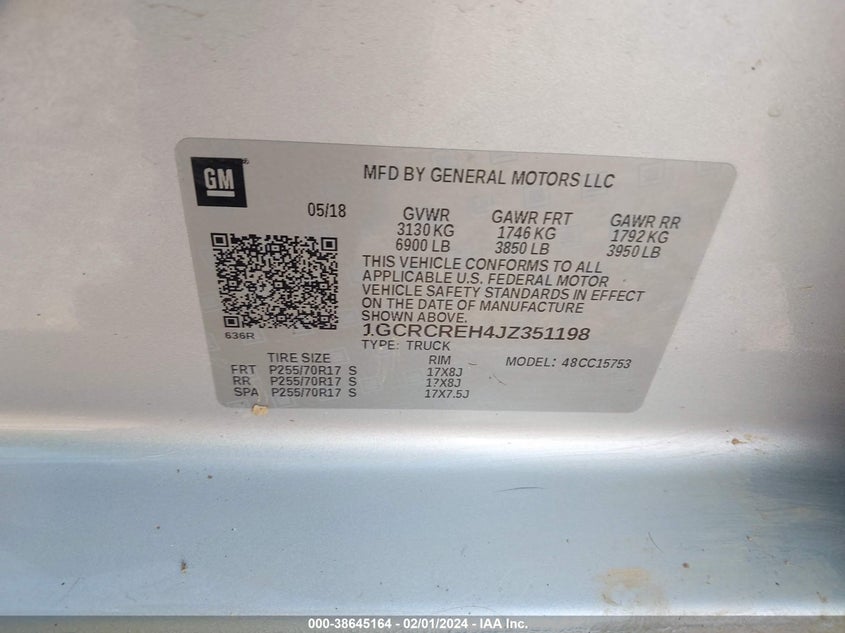 GM
MFD BY GENERAL MOTORS LLC
05/18
GVWR GAWR FRT GAWR RR
3130 KG 1746 KG 1792 KG
6900 LB 3850 LB 3950 LB
THIS VEHICLE CONFORMS TO ALL
APPLICABLE U.S. FEDERAL MOTOR
VEHICLE SAFETY STANDARDS IN EFFECT
ON THE DATE OF MANUFACTURE
SHOWN ABOVE.
1GCRCREH4JZ351198
636R
TYPE: TRUCK
TIRE SIZE RIM MODEL: 48CC15753
FRT P255/70R17 S 17X8J
RR P255/70R17 S 17X8J
SPA P255/70R17 S 17X7.5J
000-38645164 - 02/01/2024 - IAA Inc.